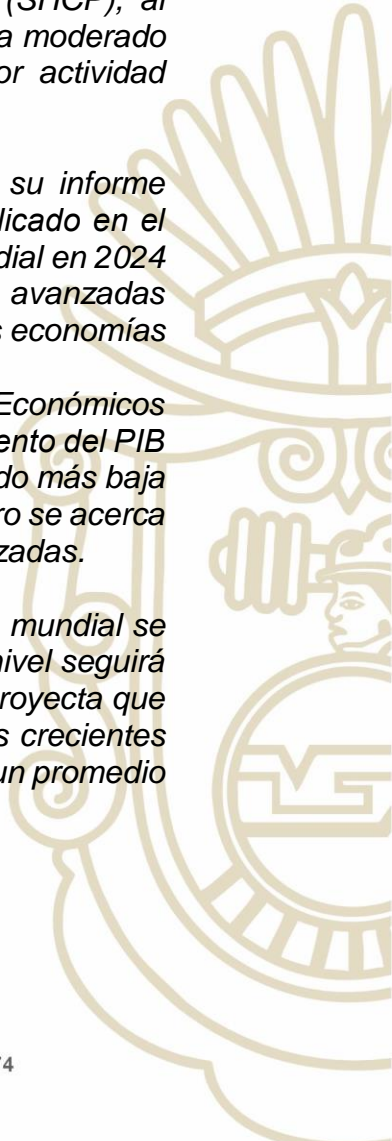 (SHCP), al
a moderado
or actividad
su informe
licado en el
dial en 2024
avanzadas
s economías
Económicos
ento del PIB
do más baja
ro se acerca
zadas.
mundial se
nivel seguirá
royecta que
s crecientes
un promedio
74